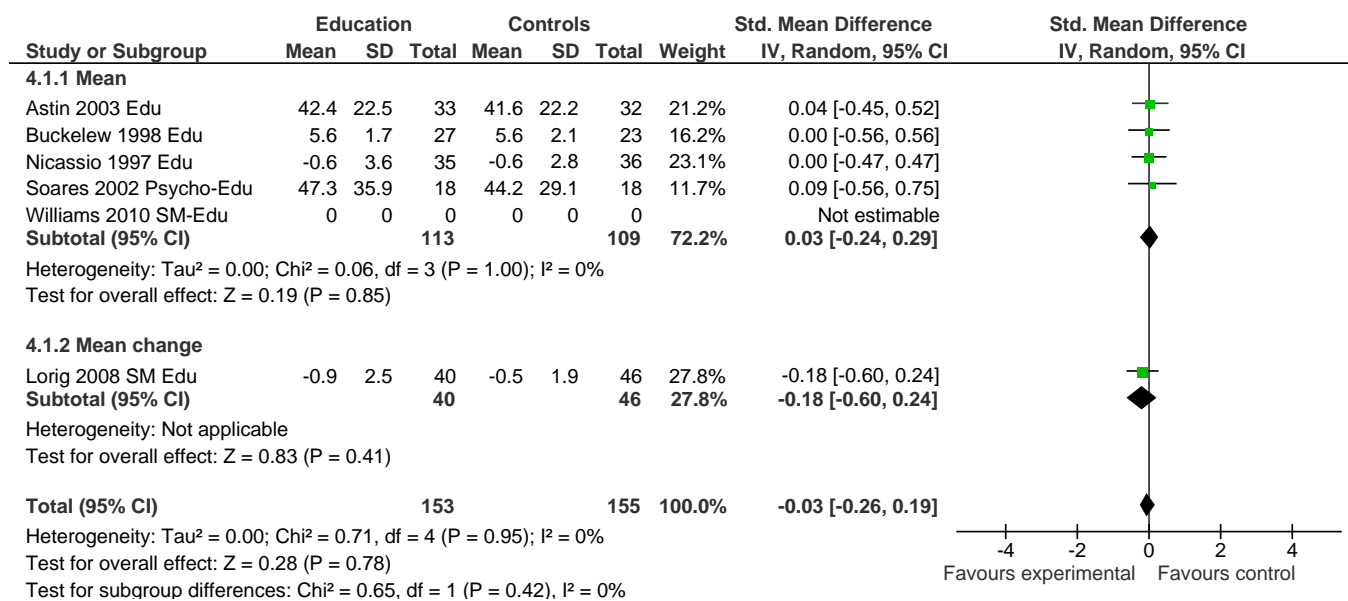 Education Controls Std. Mean Difference Std. Mean Difference
Study or Subgroup Mean SD Total Mean SD Total Weight IV, Random, 95% CI IV, Random, 95% CI
4.1.1 Mean
Astin 2003 Edu 42.4 22.5 33 41.6 22.2 32 21.2% 0.04 [-0.45, 0.52]
Buckelew 1998 Edu 5.6 1.7 27 5.6 2.1 23 16.2% 0.00 [-0.56, 0.56]
Nicassio 1997 Edu -0.6 3.6 35 -0.6 2.8 36 23.1% 0.00 [-0.47, 0.47]
Soares 2002 Psycho-Edu 47.3 35.9 18 44.2 29.1 18 11.7% 0.09 [-0.56, 0.75]
Williams 2010 SM-Edu 0 0 0 0 0 0 Not estimable
Subtotal (95% CI) 113 109 72.2% 0.03 [-0.24, 0.29]
Heterogeneity: Tau² = 0.00; Chi² = 0.06, df = 3 (P = 1.00); I² = 0%
Test for overall effect: Z = 0.19 (P = 0.85)
4.1.2 Mean change
Lorig 2008 SM Edu -0.9 2.5 40 -0.5 1.9 46 27.8% -0.18 [-0.60, 0.24]
Subtotal (95% CI) 40 46 27.8% -0.18 [-0.60, 0.24]
Heterogeneity: Not applicable
Test for overall effect: Z = 0.83 (P = 0.41)
Total (95% CI) 153 155 100.0% -0.03 [-0.26, 0.19]
Heterogeneity: Tau² = 0.00; Chi² = 0.71, df = 4 (P = 0.95); I² = 0%
Test for overall effect: Z = 0.28 (P = 0.78)
Test for subgroup differences: Chi² = 0.65, df = 1 (P = 0.42), I² = 0%
-4 -2 0 2 4
Favours experimental Favours control